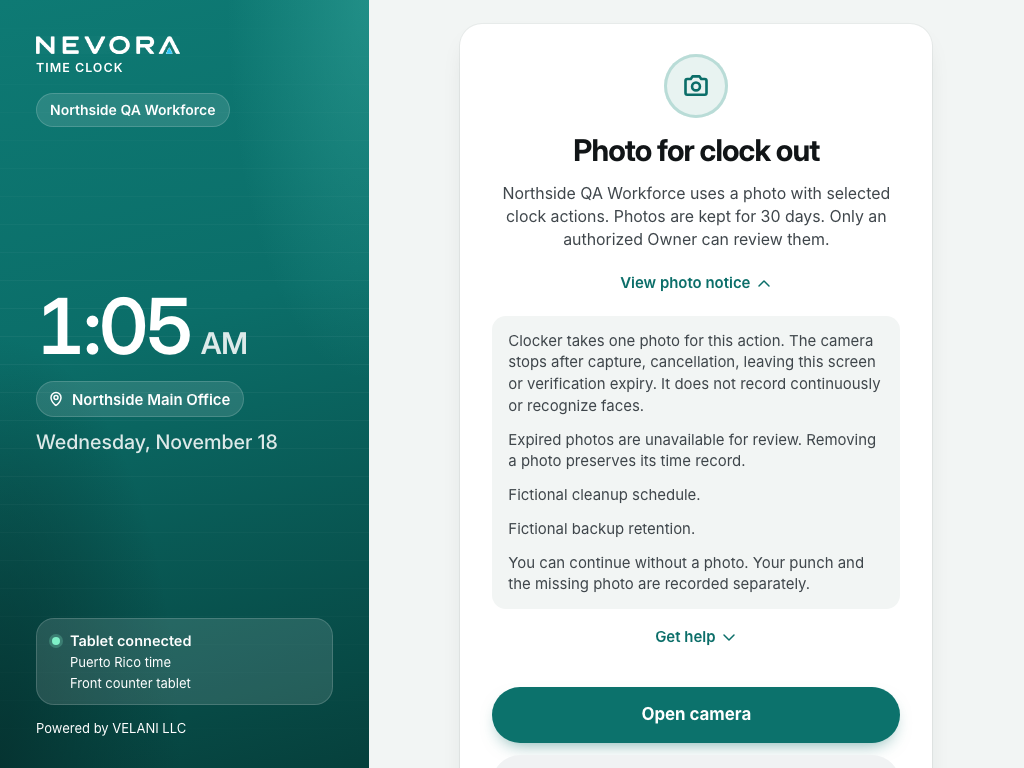 NEVORA
TIME CLOCK
Northside QA Workforce
1:05 AM
Northside Main Office
Wednesday, November 18
Tablet connected
Puerto Rico time
Front counter tablet
Powered by VELANI LLC
Photo for clock out
Northside QA Workforce uses a photo with selected
clock actions. Photos are kept for 30 days. Only an
authorized Owner can review them.
View photo notice
Clocker takes one photo for this action. The camera
stops after capture, cancellation, leaving this screen
or verification expiry. It does not record continuously
or recognize faces.
Expired photos are unavailable for review. Removing
a photo preserves its time record.
Fictional cleanup schedule.
Fictional backup retention.
You can continue without a photo. Your punch and
the missing photo are recorded separately.
Get help
Open camera